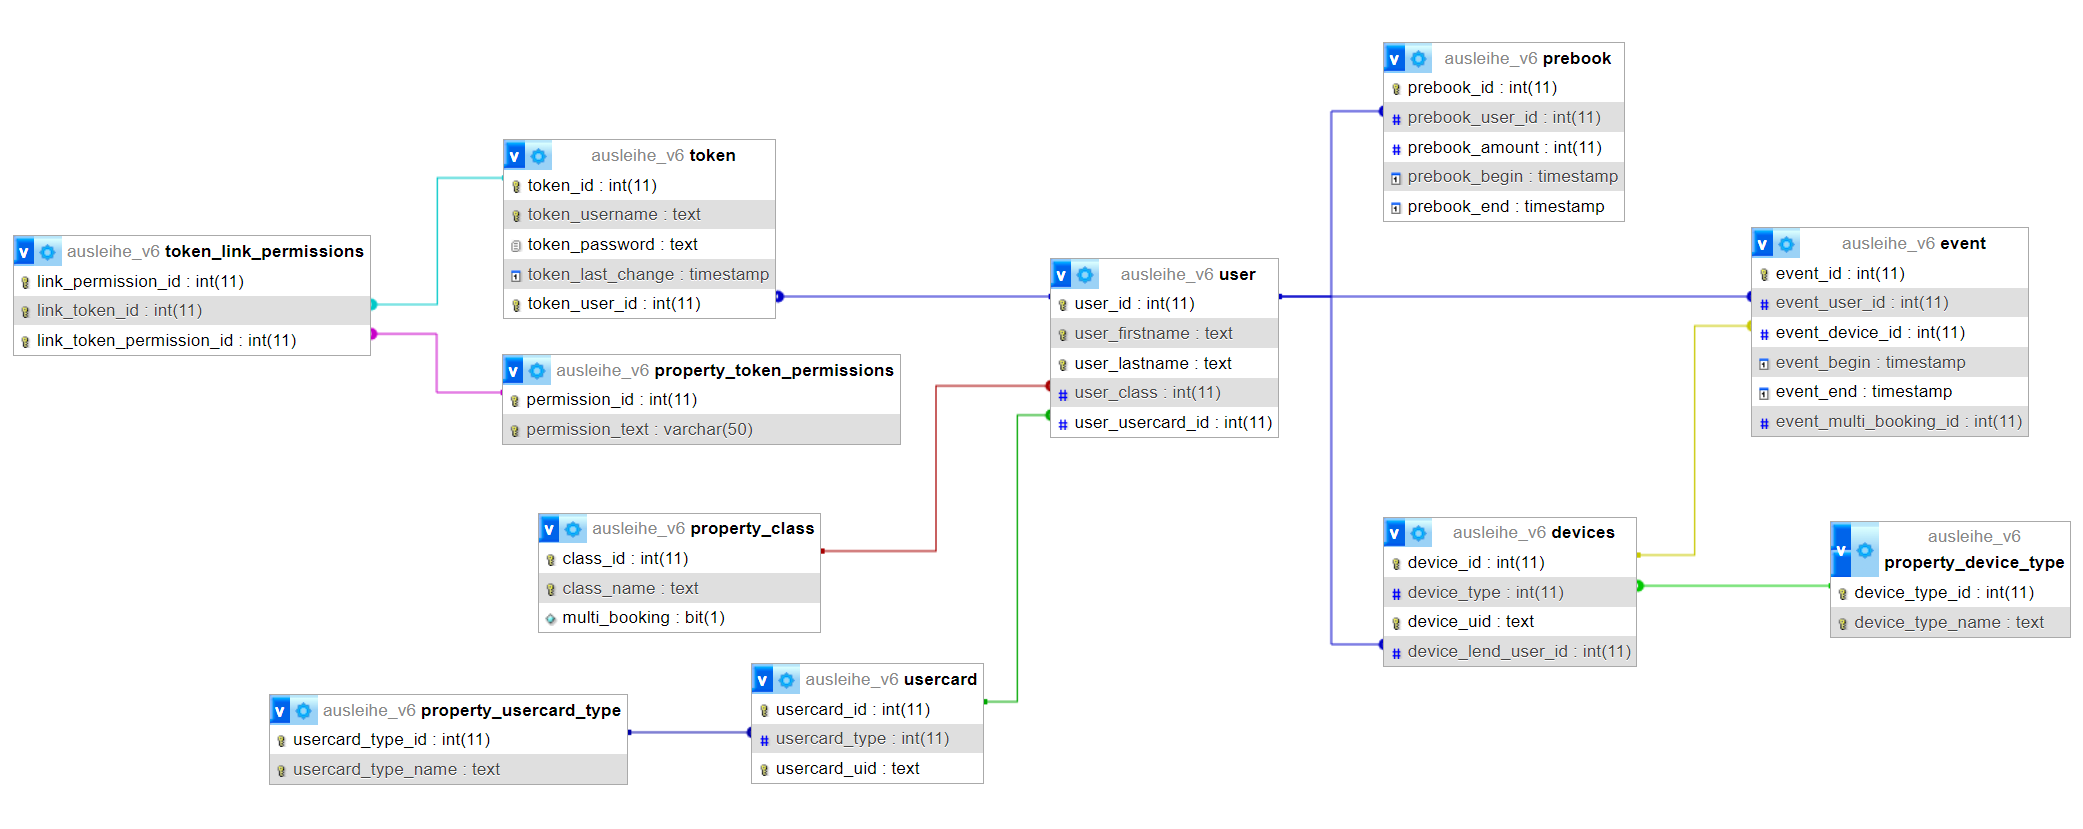 ausleihe_v6 token_link_permissions
link_permission_id : int(11)
link_token_id : int(11)
link_token_permission_id : int(11)
ausleihe_v6 token
token_id : int(11)
token_username : text
token_password : text
token_last_change : timestamp
token_user_id : int(11)
ausleihe_v6 property_token_permissions
permission_id : int(11)
permission_text : varchar(50)
ausleihe_v6 property_class
class_id : int(11)
class_name : text
multi_booking : bit(1)
ausleihe_v6 property_usercard_type
usercard_type_id : int(11)
usercard_type_name : text
ausleihe_v6 usercard
usercard_id : int(11)
usercard_type : int(11)
usercard_uid : text
ausleihe_v6 user
user_id : int(11)
user_firstname : text
user_lastname : text
user_class : int(11)
user_usercard_id : int(11)
ausleihe_v6 prebook
prebook_id : int(11)
prebook_user_id : int(11)
prebook_amount : int(11)
prebook_begin : timestamp
prebook_end : timestamp
ausleihe_v6 event
event_id : int(11)
event_user_id : int(11)
event_device_id : int(11)
event_begin : timestamp
event_end : timestamp
event_multi_booking_id : int(11)
ausleihe_v6 devices
device_id : int(11)
device_type : int(11)
device_uid : text
device_lend_user_id : int(11)
ausleihe_v6
property_device_type
device_type_id : int(11)
device_type_name : text